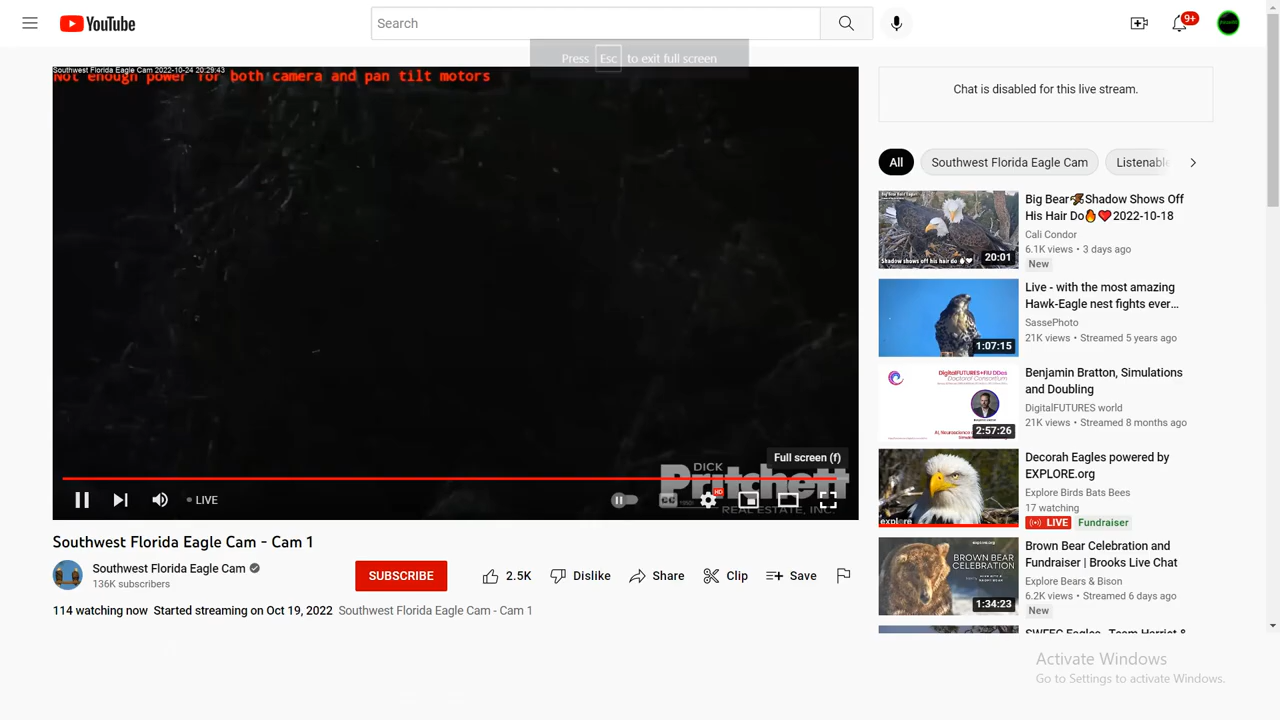 YouTube
Search
9+
Press Esc to exit full screen
Southwest Florida Eagle Cam 2022-10-24 20:29:43
Not enough power for both camera and pan tilt motors
Full screen (f)
DICK
Pritchett
REAL ESTATE, INC.
LIVE
HD
Southwest Florida Eagle Cam - Cam 1
Southwest Florida Eagle Cam
136K subscribers
SUBSCRIBE
2.5K
Dislike
Share
Clip
Save
114 watching now Started streaming on Oct 19, 2022 Southwest Florida Eagle Cam - Cam 1
Chat is disabled for this live stream.
All
Southwest Florida Eagle Cam
Listenable
20:01
Big Bear🦅Shadow Shows Off
His Hair Do🔥❤️2022-10-18
Cali Condor
6.1K views • 3 days ago
New
1:07:15
Live - with the most amazing
Hawk-Eagle nest fights ever…
SassePhoto
21K views • Streamed 5 years ago
DigitalFUTURES+FIU DDes
Doctoral Consortium
2:57:26
Benjamin Bratton, Simulations
and Doubling
DigitalFUTURES world
21K views • Streamed 8 months ago
explore
Decorah Eagles powered by
EXPLORE.org
Explore Birds Bats Bees
17 watching
LIVE Fundraiser
BROWN BEAR
CELEBRATION
1:34:23
Brown Bear Celebration and
Fundraiser | Brooks Live Chat
Explore Bears & Bison
6.2K views • Streamed 6 days ago
New
SWFEC Eagles - Team Harriet &
Activate Windows
Go to Settings to activate Windows.